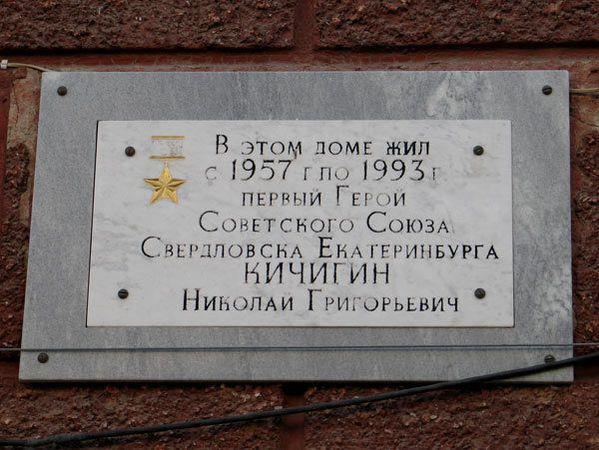 В этом доме жил
с 1957 г по 1993 г
первый Герой
Советского Союза
Свердловска Екатеринбурга
КИЧИГИН
Николай Григорьевич